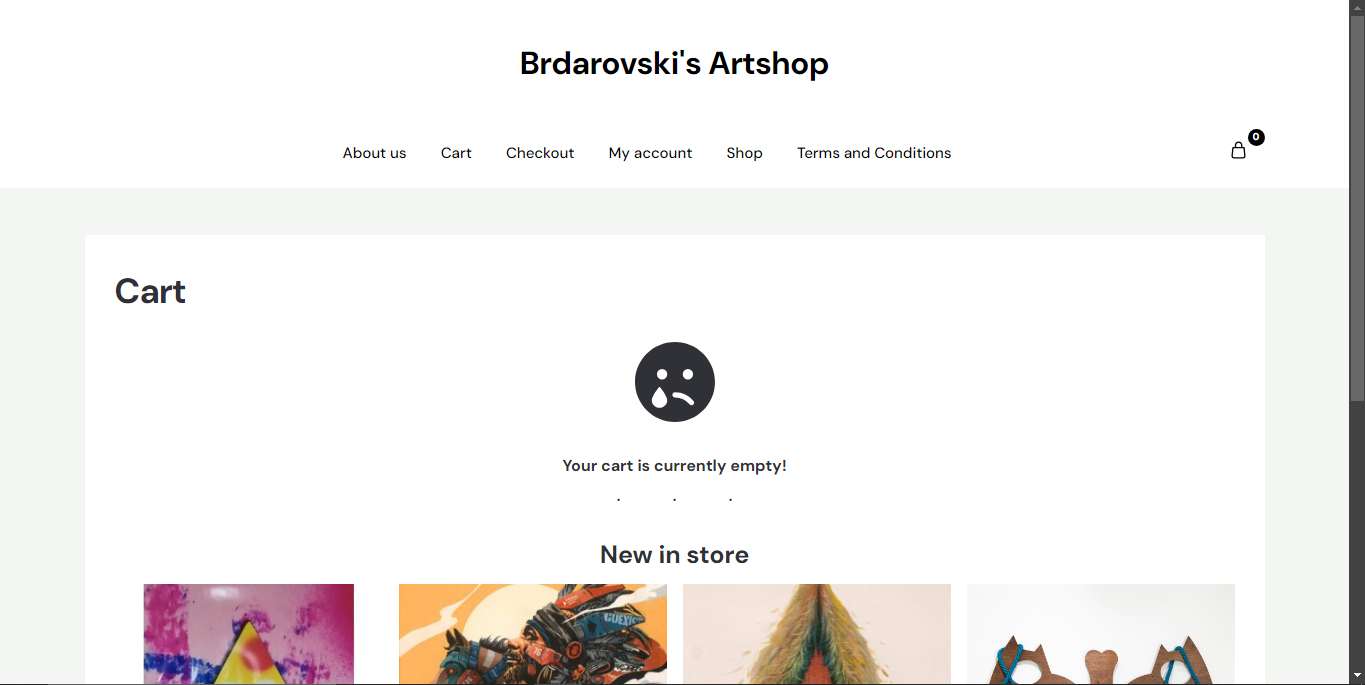 Brdarovski's Artshop
About us Cart Checkout My account Shop Terms and Conditions 0
Cart
Your cart is currently empty!
New in store